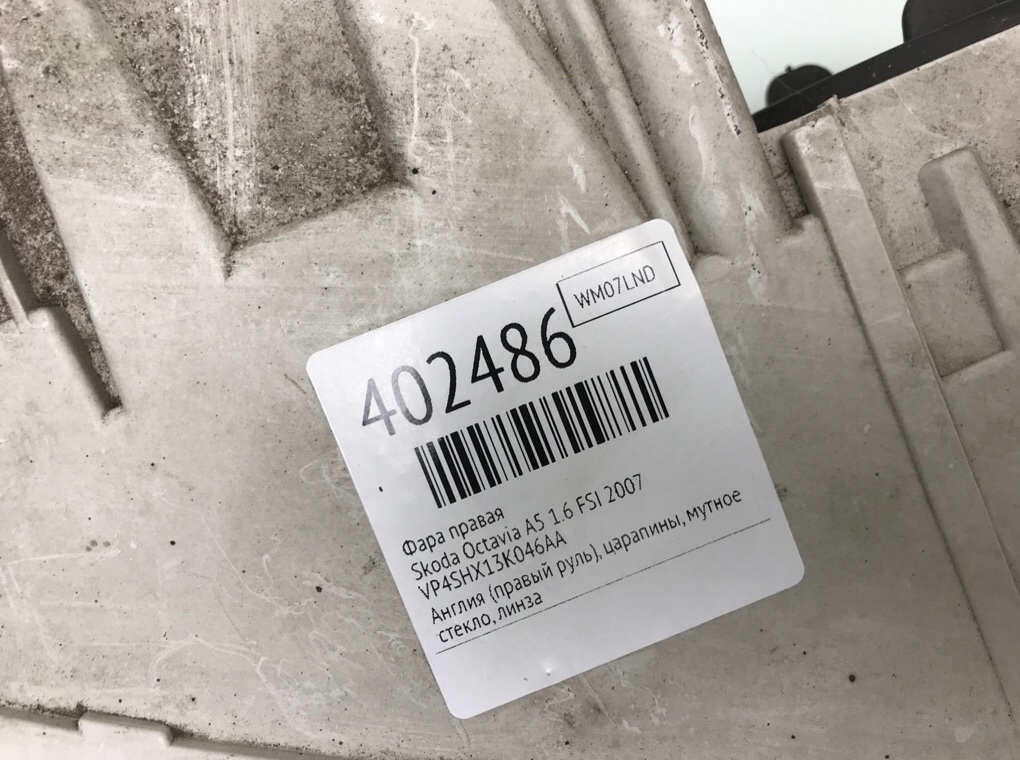 WM07LND
402486
Фара правая
Skoda Octavia A5 1.6 FSI 2007
VP4SHX13K046AA
Англия (правый руль), царапины, мутное
стекло, линза